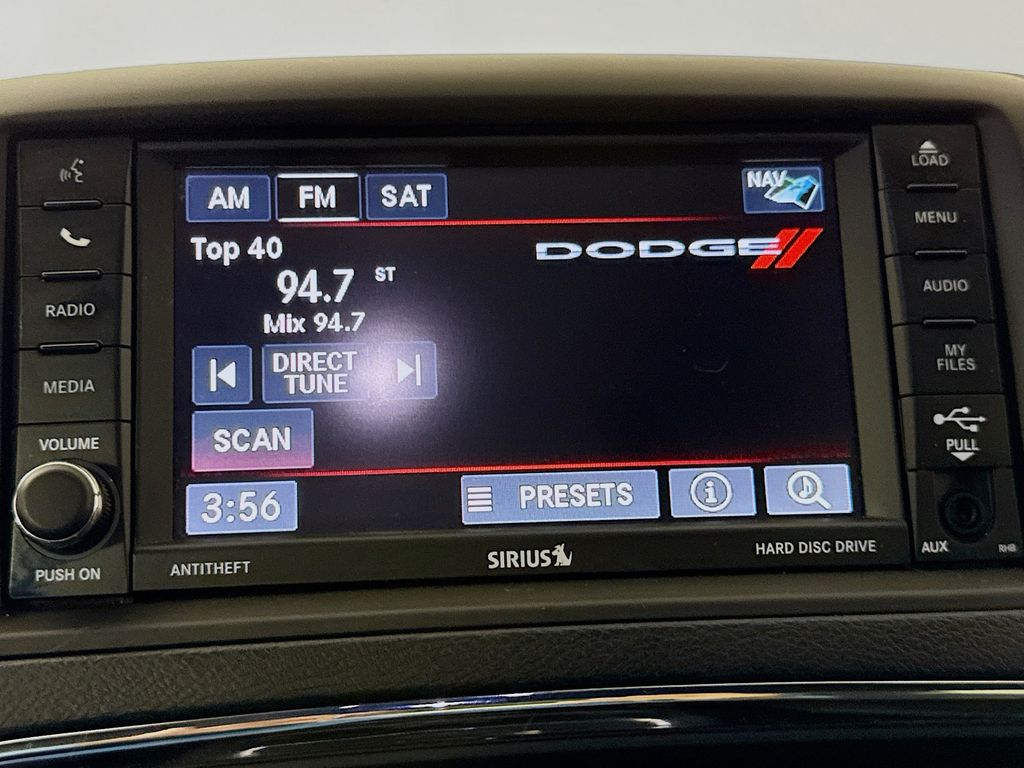 LOAD
AM FM SAT NAV
MENU
Top 40 DODGE
94.7 ST
AUDIO
RADIO
Mix 94.7
DIRECT
TUNE
MY
FILES
MEDIA
VOLUME
SCAN
PULL
3:56 PRESETS i
AUX RHB
PUSH ON
ANTITHEFT SIRIUS HARD DISC DRIVE